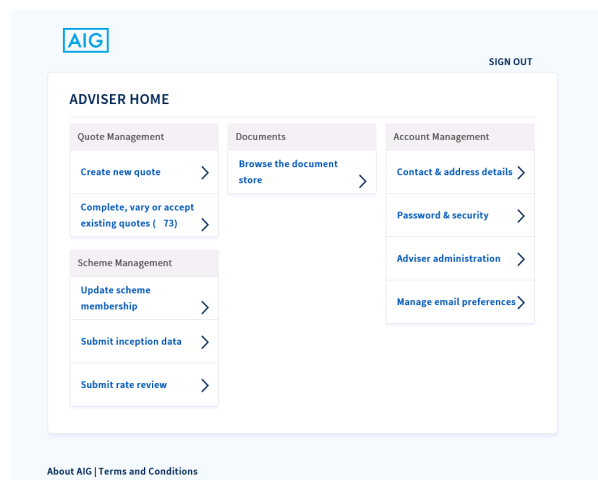 AIG
SIGN OUT
ADVISER HOME
Quote Management
Create new quote
Complete, vary or accept
existing quotes ( 73)
Scheme Management
Update scheme
membership
Submit inception data
Submit rate review
Documents
Browse the document
store
Account Management
Contact & address details
Password & security
Adviser administration
Manage email preferences
About AIG | Terms and Conditions